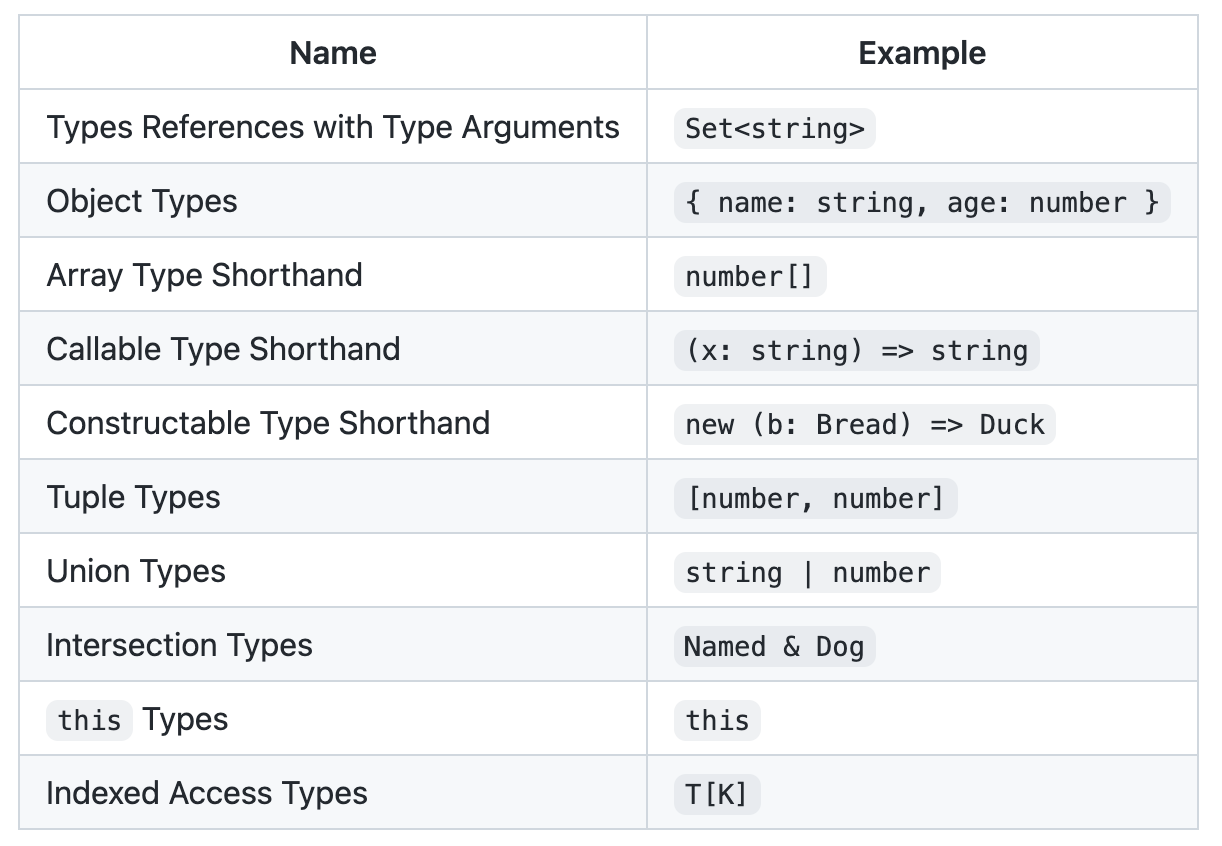 Name Example
Types References with Type Arguments Set<string>
Object Types { name: string, age: number }
Array Type Shorthand number[]
Callable Type Shorthand (x: string) => string
Constructable Type Shorthand new (b: Bread) => Duck
Tuple Types [number, number]
Union Types string | number
Intersection Types Named & Dog
this Types this
Indexed Access Types T[K]